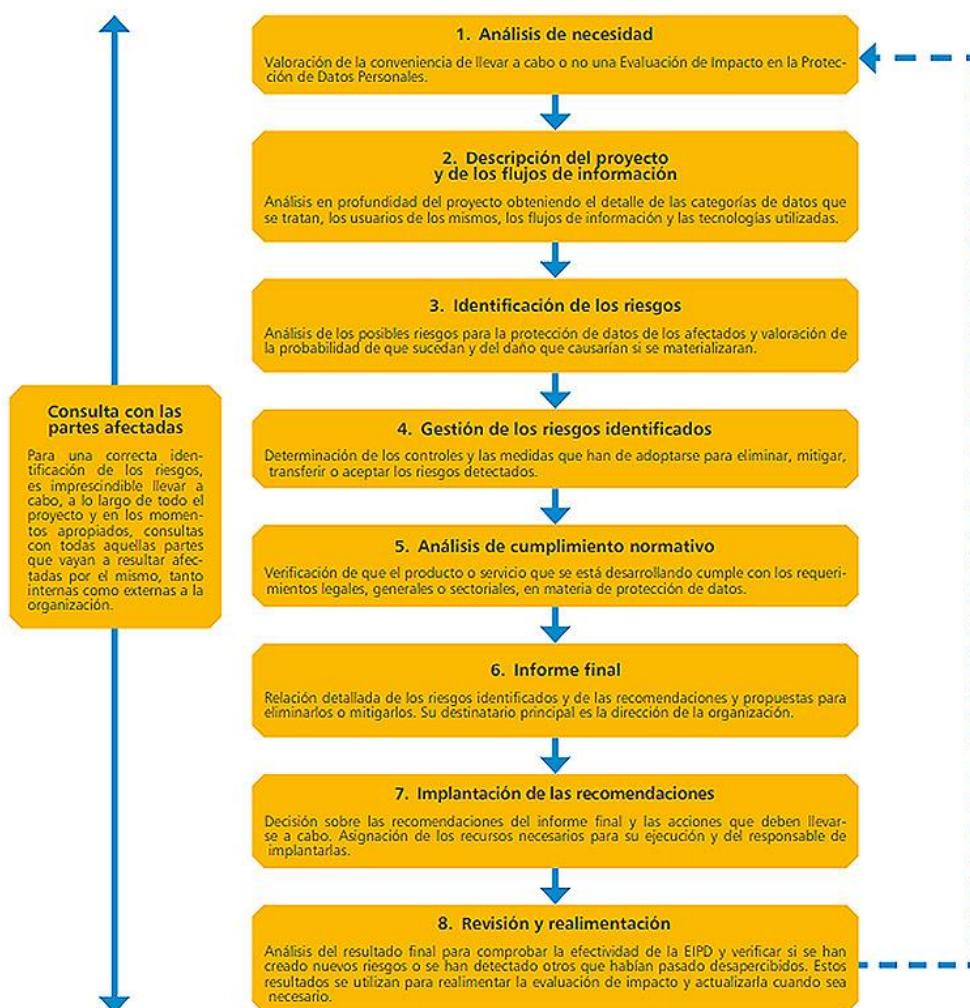 1. Análisis de necesidad
Valoración de la conveniencia de llevar a cabo o no una Evaluación de Impacto en la Protec-
ción de Datos Personales.
2. Descripción del proyecto
y de los flujos de información
Análisis en profundidad del proyecto obteniendo el detalle de las categorías de datos que
se tratan, los usuarios de los mismos, los flujos de información y las tecnologías utilizadas.
3. Identificación de los riesgos
Análisis de los posibles riesgos para la protección de datos de los afectados y valoración de
la probabilidad de que sucedan y del daño que causarían si se materializaran.
Consulta con las
partes afectadas
Para una correcta iden-
tificación de los riesgos,
es imprescindible llevar a
cabo, a lo largo de todo el
proyecto y en los momen-
tos apropiados, consultas
con todas aquellas partes
que vayan a resultar afec-
tadas por el mismo, tanto
internas como externas a la
organización.
4. Gestión de los riesgos identificados
Determinación de los controles y las medidas que han de adoptarse para eliminar, mitigar,
transferir o aceptar los riesgos detectados.
5. Análisis de cumplimiento normativo
Verificación de que el producto o servicio que se está desarrollando cumple con los requeri-
mientos legales, generales o sectoriales, en materia de protección de datos.
6. Informe final
Relación detallada de los riesgos identificados y de las recomendaciones y propuestas para
eliminarlos o mitigarlos. Su destinatario principal es la dirección de la organización.
7. Implantación de las recomendaciones
Decisión sobre las recomendaciones del informe final y las acciones que deben llevar-
se a cabo. Asignación de los recursos necesarios para su ejecución y del responsable de
implantarlas.
8. Revisión y realimentación
Análisis del resultado final para comprobar la efectividad de la EIPD y verificar si se han
creado nuevos riesgos o se han detectado otros que habían pasado desapercibidos. Estos
resultados se utilizan para realimentar la evaluación de impacto y actualizarla cuando sea
necesario.